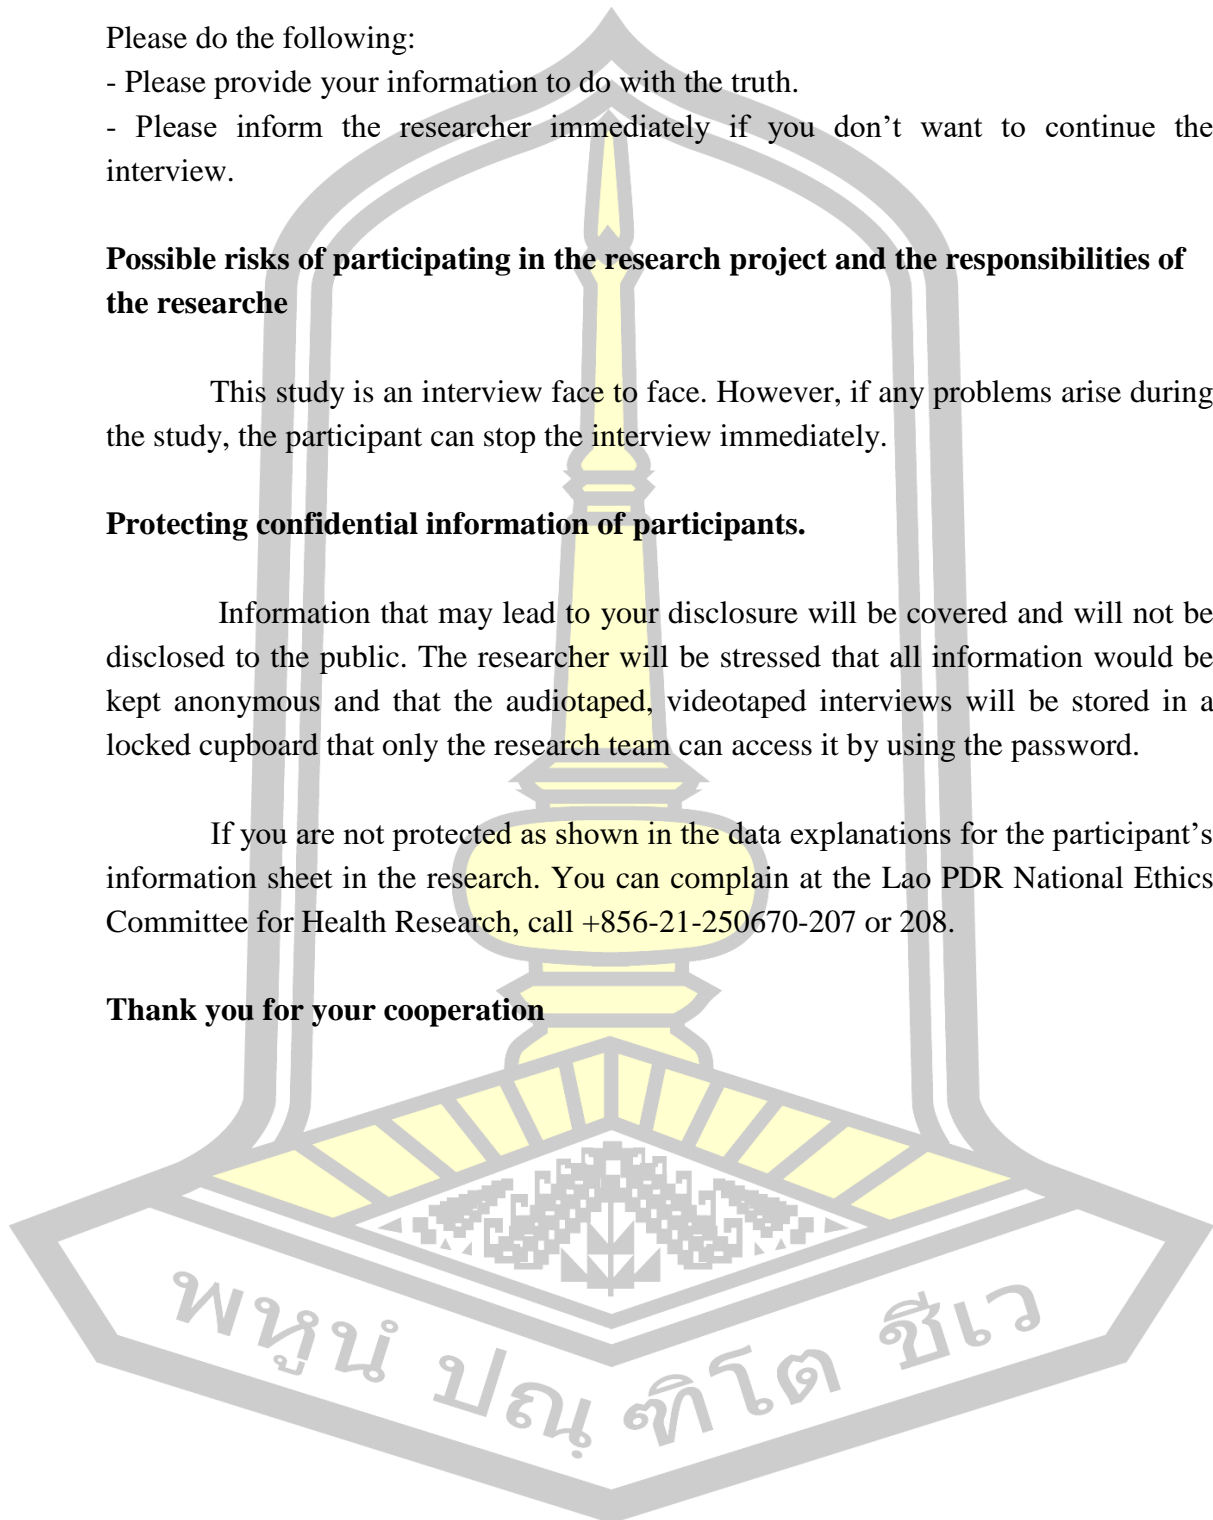 Please do the following:
- Please provide your information to do with the truth.
- Please inform the researcher immediately if you don’t want to continue the
interview.
Possible risks of participating in the research project and the responsibilities of
the researche
This study is an interview face to face. However, if any problems arise during
the study, the participant can stop the interview immediately.
Protecting confidential information of participants.
Information that may lead to your disclosure will be covered and will not be
disclosed to the public. The researcher will be stressed that all information would be
kept anonymous and that the audiotaped, videotaped interviews will be stored in a
locked cupboard that only the research team can access it by using the password.
If you are not protected as shown in the data explanations for the participant’s
information sheet in the research. You can complain at the Lao PDR National Ethics
Committee for Health Research, call +856-21-250670-207 or 208.
Thank you for your cooperation
พหูนํ ปณฺ ฑิโต ชีเว